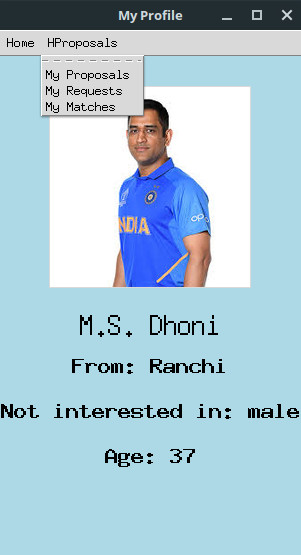 My Profile
Home HProposals
My Proposals
My Requests
My Matches
oppo
INDIA
M.S. Dhoni
From: Ranchi
Not interested in: male
Age: 37